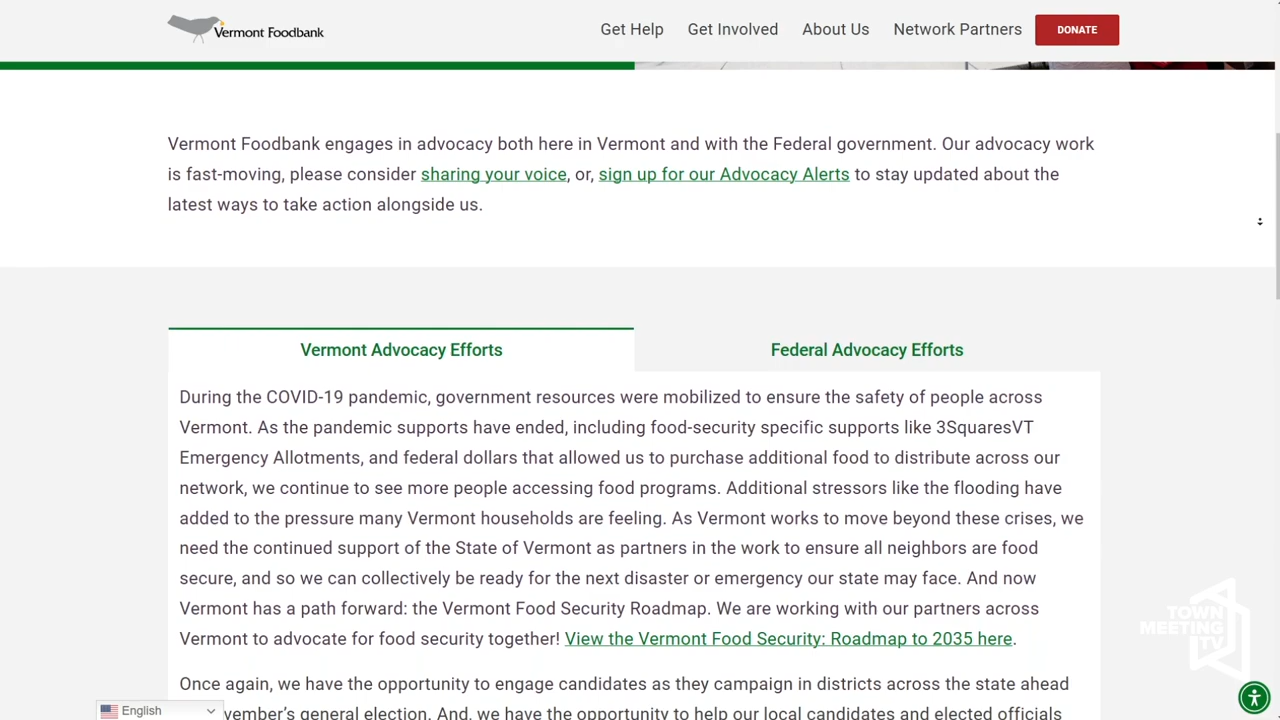 Vermont Foodbank
Get Help
Get Involved
About Us
Network Partners
DONATE
Vermont Foodbank engages in advocacy both here in Vermont and with the Federal government. Our advocacy work
is fast-moving, please consider sharing your voice, or, sign up for our Advocacy Alerts to stay updated about the
latest ways to take action alongside us.
Vermont Advocacy Efforts
Federal Advocacy Efforts
During the COVID-19 pandemic, government resources were mobilized to ensure the safety of people across
Vermont. As the pandemic supports have ended, including food-security specific supports like 3SquaresVT
Emergency Allotments, and federal dollars that allowed us to purchase additional food to distribute across our
network, we continue to see more people accessing food programs. Additional stressors like the flooding have
added to the pressure many Vermont households are feeling. As Vermont works to move beyond these crises, we
need the continued support of the State of Vermont as partners in the work to ensure all neighbors are food
secure, and so we can collectively be ready for the next disaster or emergency our state may face. And now
Vermont has a path forward: the Vermont Food Security Roadmap. We are working with our partners across
Vermont to advocate for food security together! View the Vermont Food Security: Roadmap to 2035 here.
Once again, we have the opportunity to engage candidates as they campaign in districts across the state ahead
vember's general election. And, we have the opportunity to help our local candidates and elected officials
English
TOWN
MEETING
TV